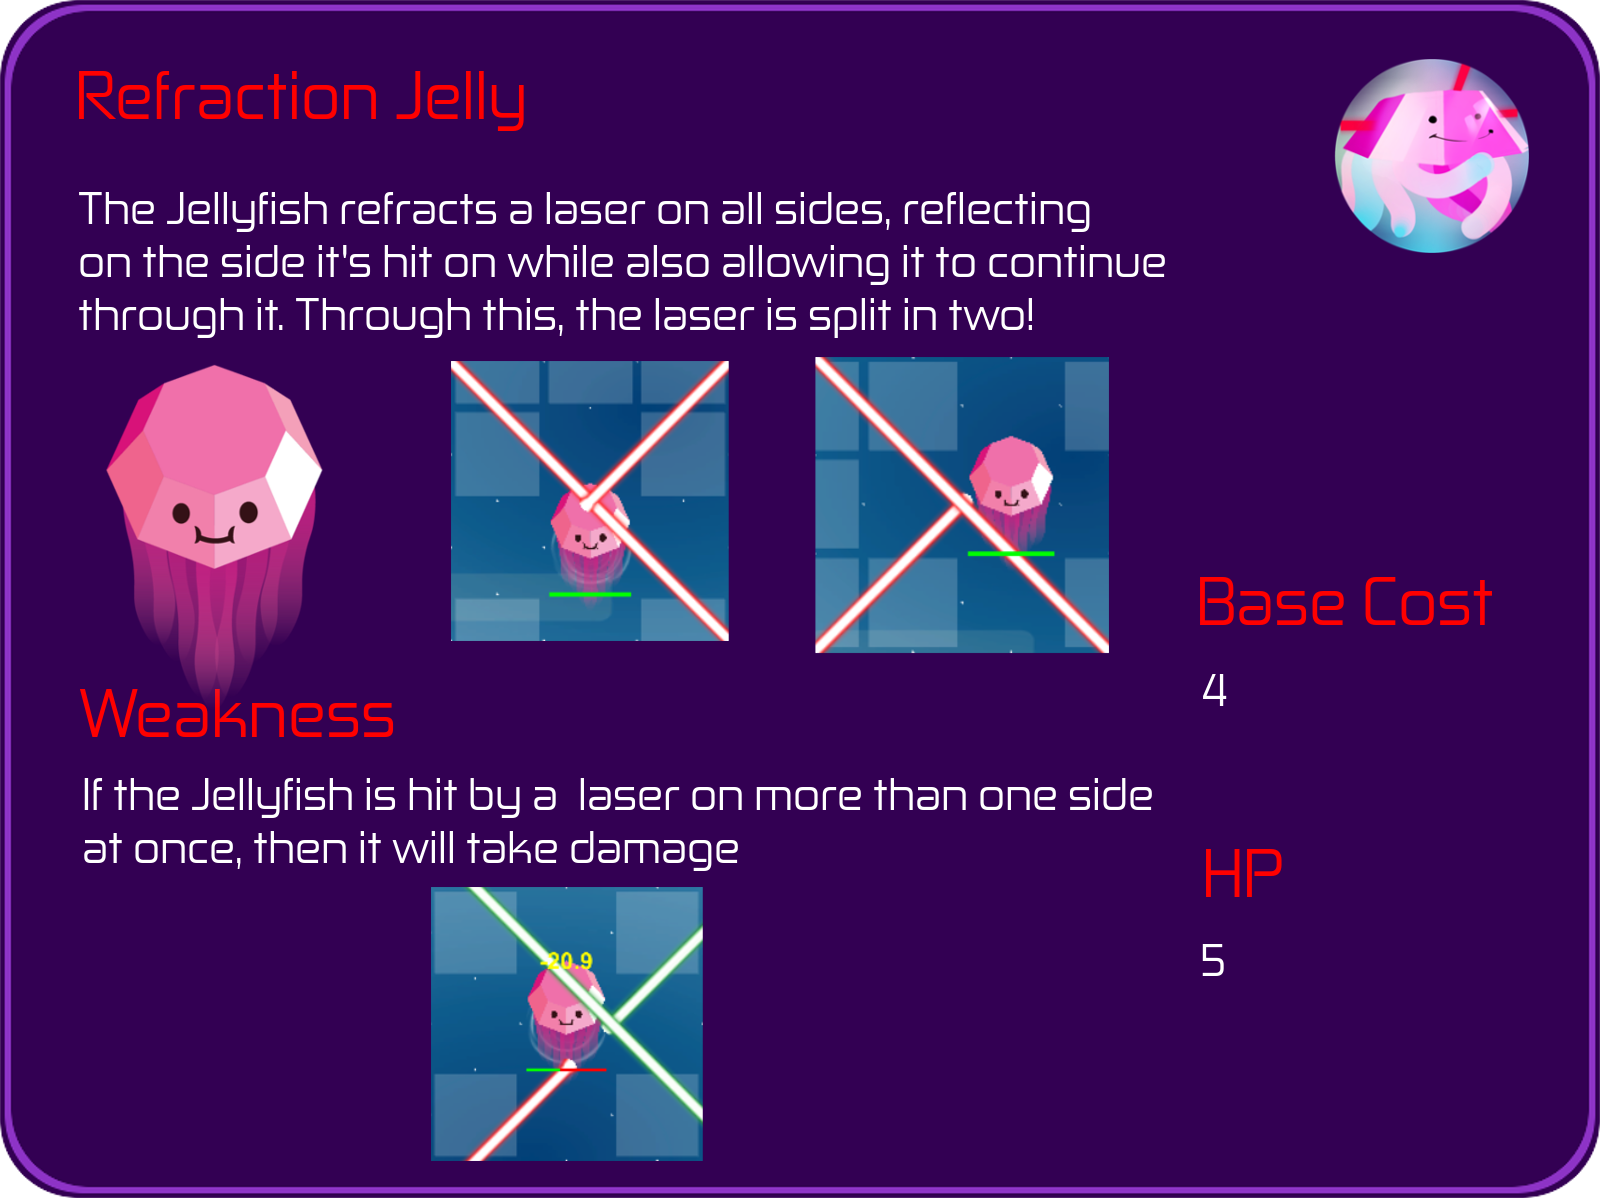 Refraction Jelly
The Jellyfish refracts a laser on all sides, reflecting
on the side it's hit on while also allowing it to continue
through it. Through this, the laser is split in two!
Base Cost
4
Weakness
If the Jellyfish is hit by a  laser on more than one side
at once, then it will take damage
HP
5
-20.9